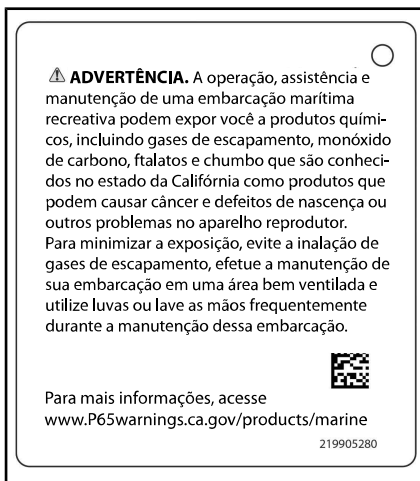 ⚠ ADVERTÊNCIA. A operação, assistência e
manutenção de uma embarcação marítima
recreativa podem expor você a produtos quími-
cos, incluindo gases de escapamento, monóxido
de carbono, ftalatos e chumbo que são conheci-
dos no estado da Califórnia como produtos que
podem causar câncer e defeitos de nascença ou
outros problemas no aparelho reprodutor.
Para minimizar a exposição, evite a inalação de
gases de escapamento, efetue a manutenção de
sua embarcação em uma área bem ventilada e
utilize luvas ou lave as mãos frequentemente
durante a manutenção dessa embarcação.
Para mais informações, acesse
www.P65warnings.ca.gov/products/marine
219905280